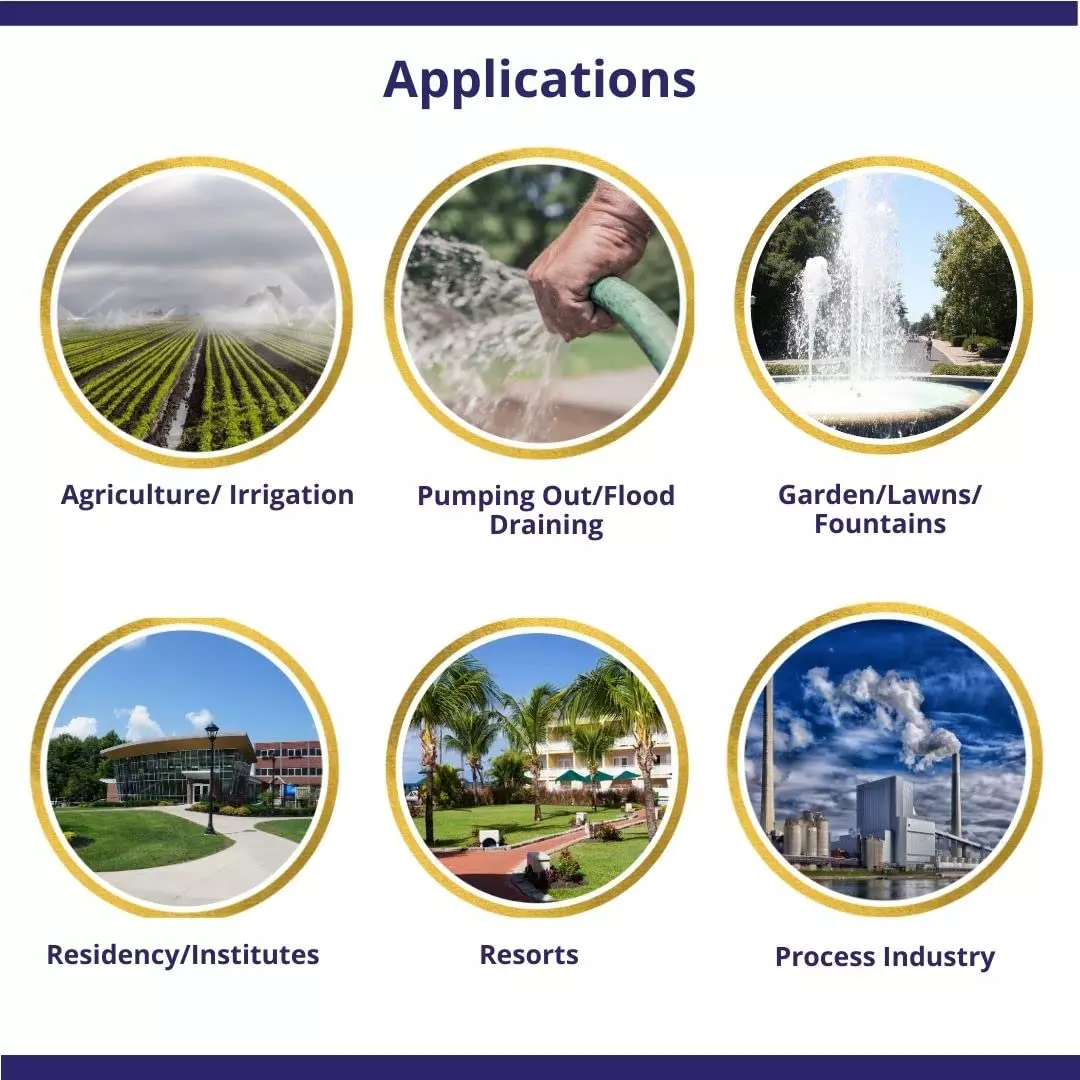 Applications
Agriculture/ Irrigation
Pumping Out/Flood
Draining
Garden/Lawns/
Fountains
Residency/Institutes
Resorts
Process Industry